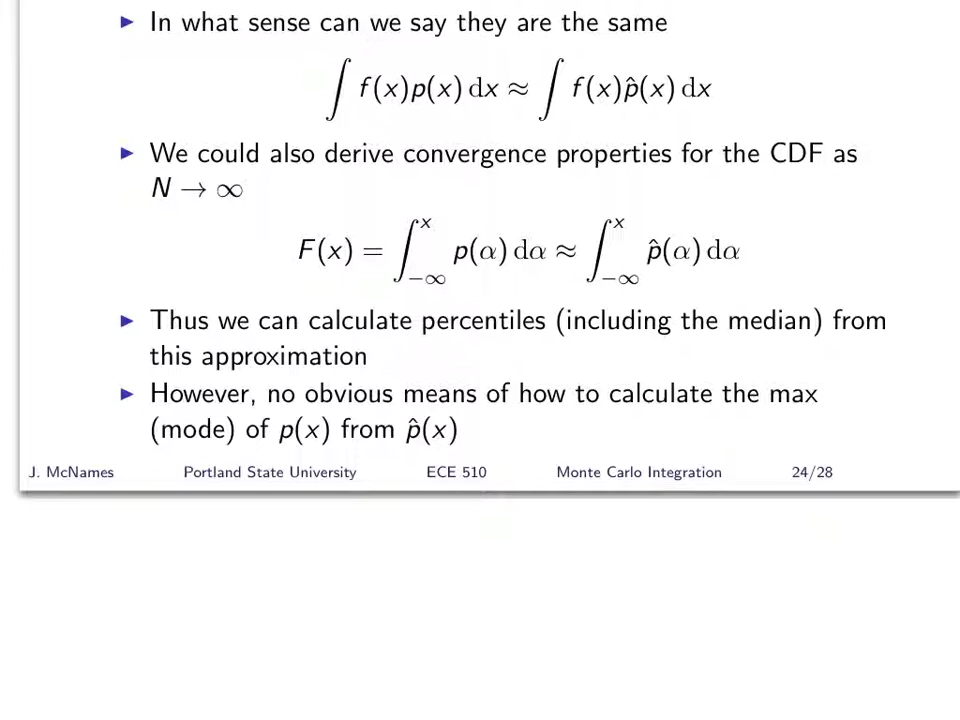 ▶ In what sense can we say they are the same
∫ f(x)p(x) dx ≈ ∫ f(x)p̂(x) dx
▶ We could also derive convergence properties for the CDF as
N → ∞
F(x) = ∫_{−∞}^{x} p(α) dα ≈ ∫_{−∞}^{x} p̂(α) dα
▶ Thus we can calculate percentiles (including the median) from
this approximation
▶ However, no obvious means of how to calculate the max
(mode) of p(x) from p̂(x)
J. McNames Portland State University ECE 510 Monte Carlo Integration 24/28